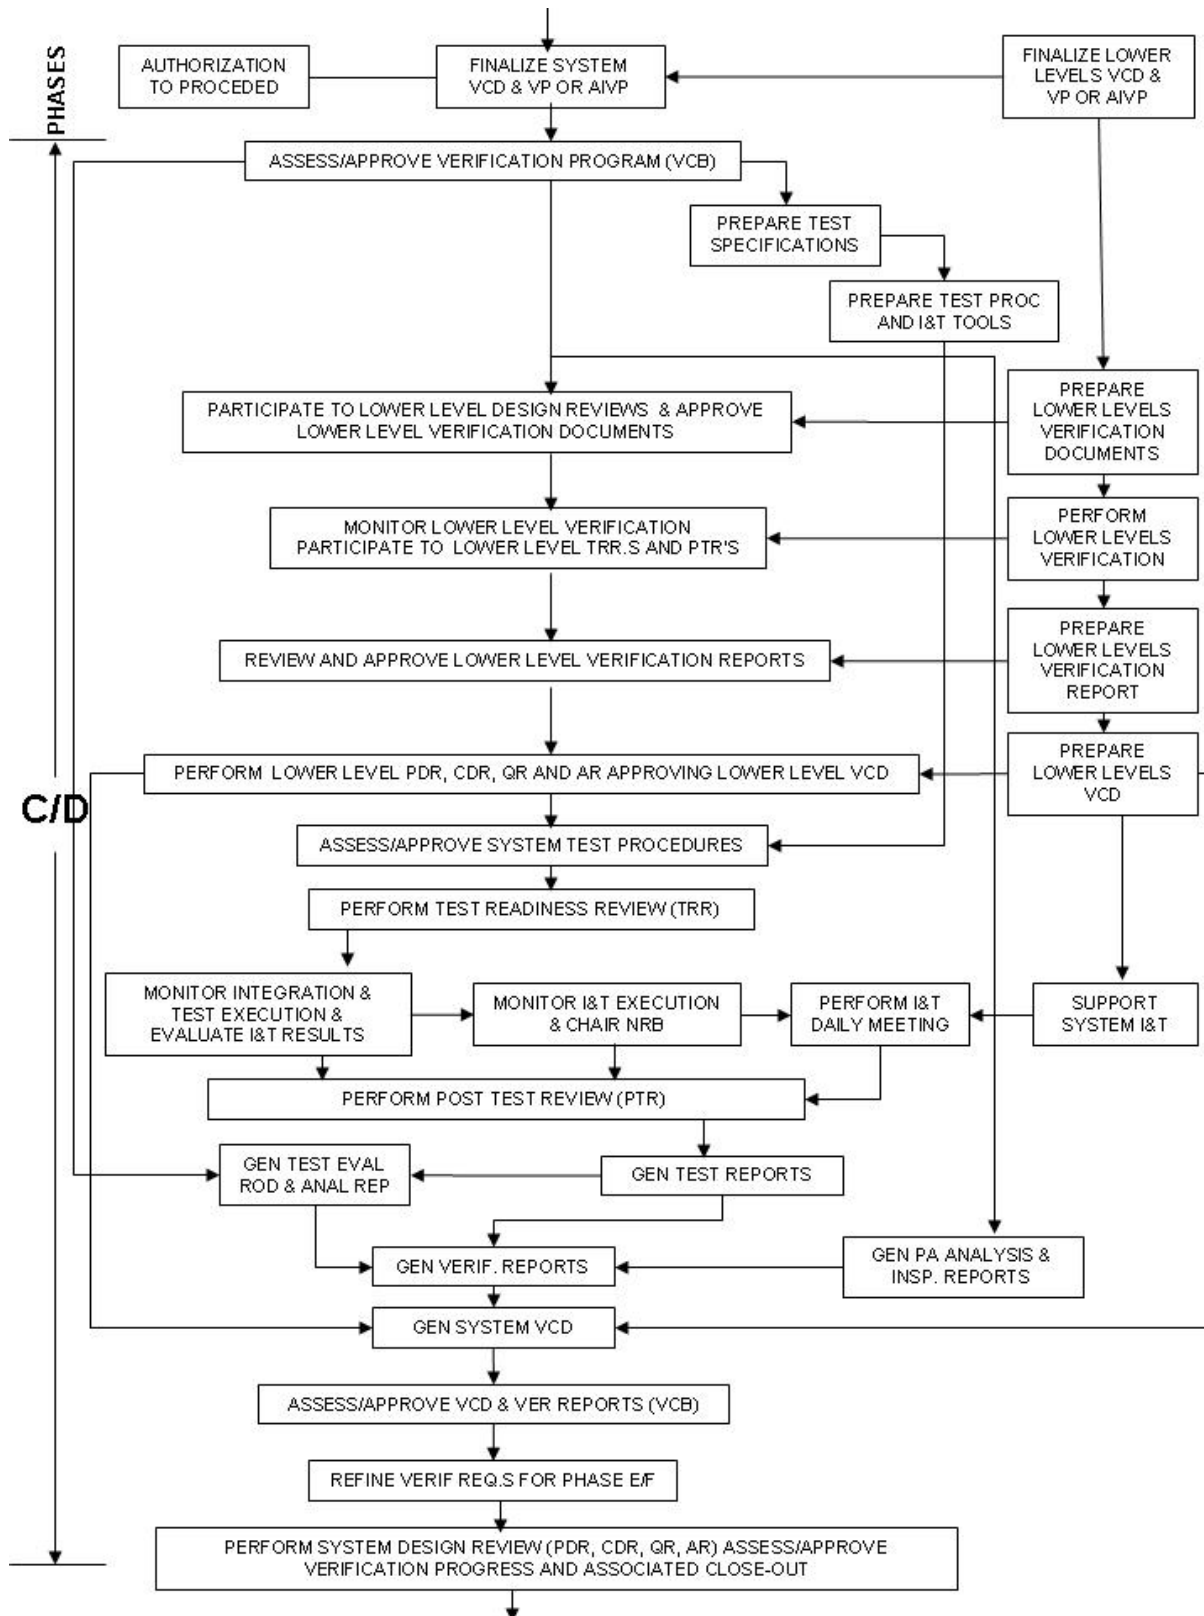 PHASES
AUTHORIZATION
TO PROCEDED
FINALIZE SYSTEM
VCD & VP OR AIVP
FINALIZE LOWER
LEVELS VCD &
VP OR AIVP
ASSESS/APPROVE VERIFICATION PROGRAM (VCB)
PREPARE TEST
SPECIFICATIONS
PREPARE TEST PROC
AND I&T TOOLS
PARTICIPATE TO LOWER LEVEL DESIGN REVIEWS & APPROVE
LOWER LEVEL VERIFICATION DOCUMENTS
PREPARE
LOWER LEVELS
VERIFICATION
DOCUMENTS
MONITOR LOWER LEVEL VERIFICATION
PARTICIPATE TO LOWER LEVEL TRR.S AND PTR'S
PERFORM
LOWER LEVELS
VERIFICATION
REVIEW AND APPROVE LOWER LEVEL VERIFICATION REPORTS
PREPARE
LOWER LEVELS
VERIFICATION
REPORT
PERFORM LOWER LEVEL PDR, CDR, QR AND AR APPROVING LOWER LEVEL VCD
PREPARE
LOWER LEVELS
VCD
C/D
ASSESS/APPROVE SYSTEM TEST PROCEDURES
PERFORM TEST READINESS REVIEW (TRR)
MONITOR INTEGRATION &
TEST EXECUTION &
EVALUATE I&T RESULTS
MONITOR I&T EXECUTION
& CHAIR NRB
PERFORM I&T
DAILY MEETING
SUPPORT
SYSTEM I&T
PERFORM POST TEST REVIEW (PTR)
GEN TEST EVAL
ROD & ANAL REP
GEN TEST REPORTS
GEN VERIF. REPORTS
GEN PA ANALYSIS &
INSP. REPORTS
GEN SYSTEM VCD
ASSESS/APPROVE VCD & VER REPORTS (VCB)
REFINE VERIF REQ.S FOR PHASE E/F
PERFORM SYSTEM DESIGN REVIEW (PDR, CDR, QR, AR) ASSESS/APPROVE
VERIFICATION PROGRESS AND ASSOCIATED CLOSE-OUT